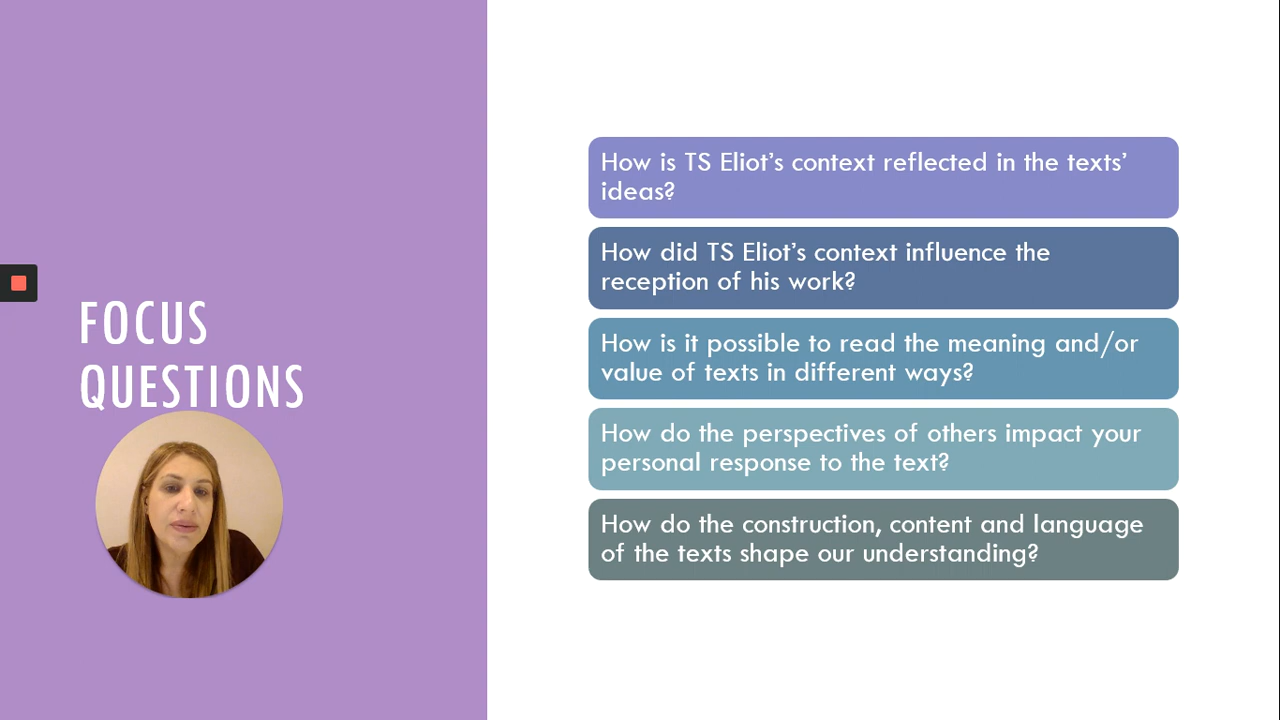 FOCUS
QUESTIONS
How is TS Eliot’s context reflected in the texts’
ideas?
How did TS Eliot’s context influence the
reception of his work?
How is it possible to read the meaning and/or
value of texts in different ways?
How do the perspectives of others impact your
personal response to the text?
How do the construction, content and language
of the texts shape our understanding?